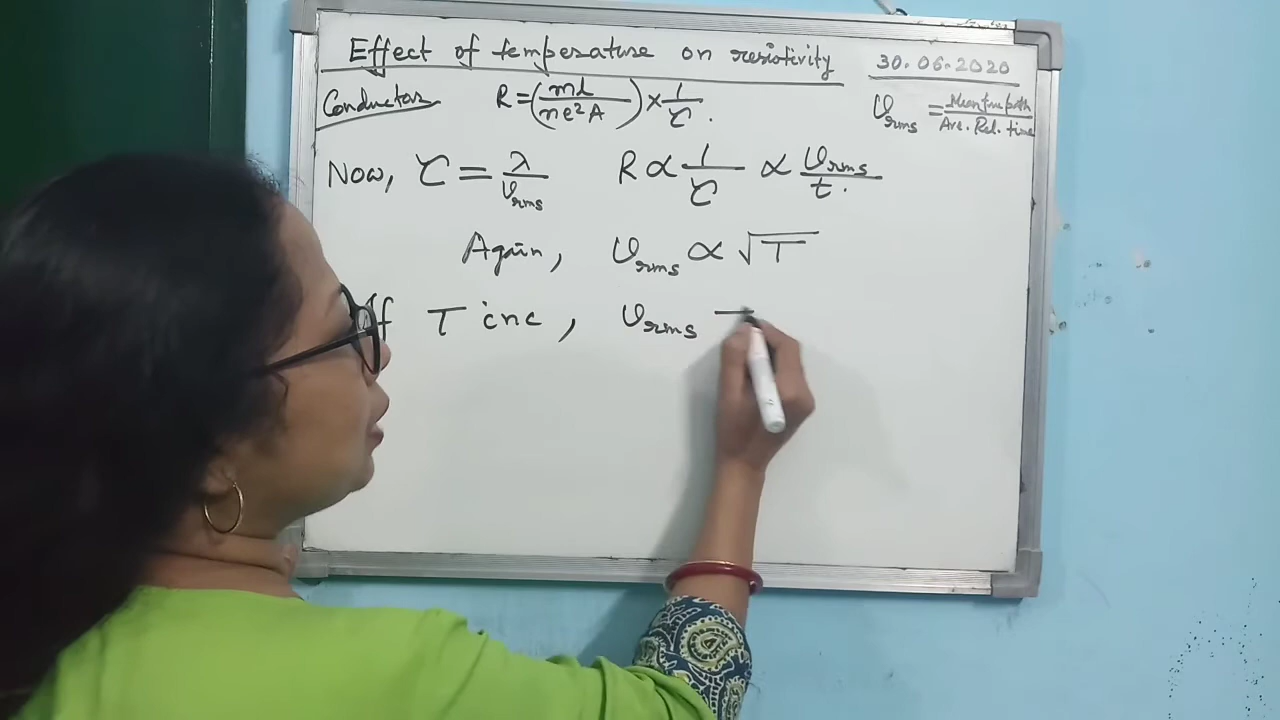 Effect of temperature on resistivity
30.06.2020
Conductors R=(ml/ne²A)×1/τ.
v_rms = Mean free path/Ave. Rel. time
Now, τ = λ/v_rms R∝1/τ ∝ v_rms/t.
Again, v_rms ∝ √T
If T inc, v_rms